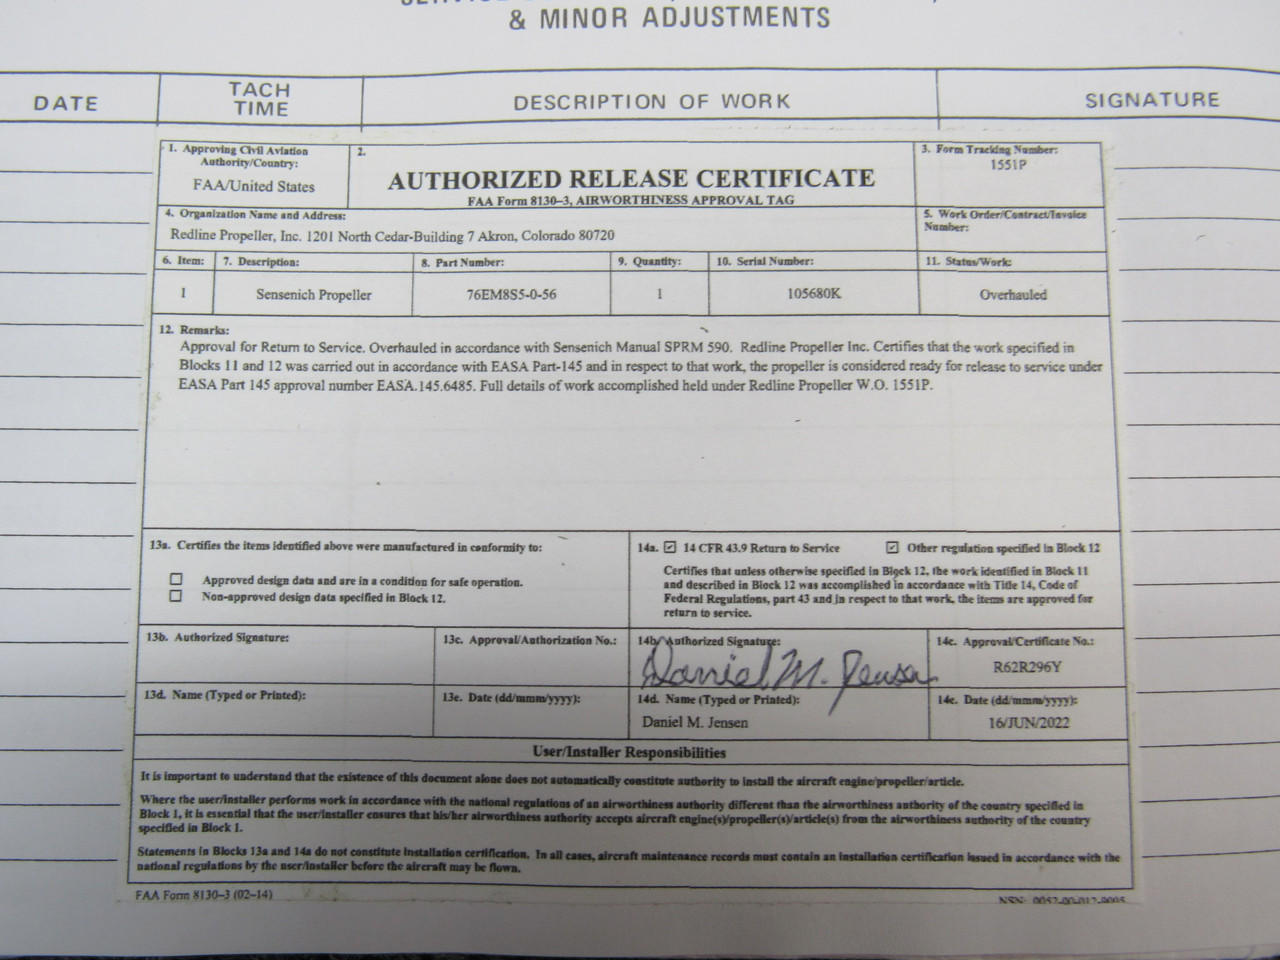 & MINOR ADJUSTMENTS
DATE
TACH
TIME
DESCRIPTION OF WORK
SIGNATURE
1. Approving Civil Aviation
Authority/Country:
FAA/United States
2.
AUTHORIZED RELEASE CERTIFICATE
FAA Form 8130–3, AIRWORTHINESS APPROVAL TAG
3. Form Tracking Number:
1551P
4. Organization Name and Address:
Redline Propeller, Inc. 1201 North Cedar-Building 7 Akron, Colorado 80720
5. Work Order/Contract/Invoice
Number:
6. Item:
7. Description:
8. Part Number:
9. Quantity:
10. Serial Number:
11. Status/Work:
1
Sensenich Propeller
76EM8S5-0-56
1
105680K
Overhauled
12. Remarks:
Approval for Return to Service. Overhauled in accordance with Sensenich Manual SPRM 590. Redline Propeller Inc. Certifies that the work specified in
Blocks 11 and 12 was carried out in accordance with EASA Part-145 and in respect to that work, the propeller is considered ready for release to service under
EASA Part 145 approval number EASA.145.6485. Full details of work accomplished held under Redline Propeller W.O. 1551P.
13a. Certifies the items identified above were manufactured in conformity to:
Approved design data and are in a condition for safe operation.
Non-approved design data specified in Block 12.
14a. 14 CFR 43.9 Return to Service
Other regulation specified in Block 12
Certifies that unless otherwise specified in Block 12, the work identified in Block 11
and described in Block 12 was accomplished in accordance with Title 14, Code of
Federal Regulations, part 43 and in respect to that work, the items are approved for
return to service.
13b. Authorized Signature:
13c. Approval/Authorization No.:
14b. Authorized Signature:
Daniel M. Jensen
14c. Approval/Certificate No.:
R62R296Y
13d. Name (Typed or Printed):
13e. Date (dd/mmm/yyyy):
14d. Name (Typed or Printed):
Daniel M. Jensen
14e. Date (dd/mmm/yyyy):
16/JUN/2022
User/Installer Responsibilities
It is important to understand that the existence of this document alone does not automatically constitute authority to install the aircraft engine/propeller/article.
Where the user/installer performs work in accordance with the national regulations of an airworthiness authority different than the airworthiness authority of the country specified in
Block 1, it is essential that the user/installer ensures that his/her airworthiness authority accepts aircraft engine(s)/propeller(s)/article(s) from the airworthiness authority of the country
specified in Block 1.
Statements in Blocks 13a and 14a do not constitute installation certification. In all cases, aircraft maintenance records must contain an installation certification issued in accordance with the
national regulations by the user/installer before the aircraft may be flown.
FAA Form 8130–3 (02–14)